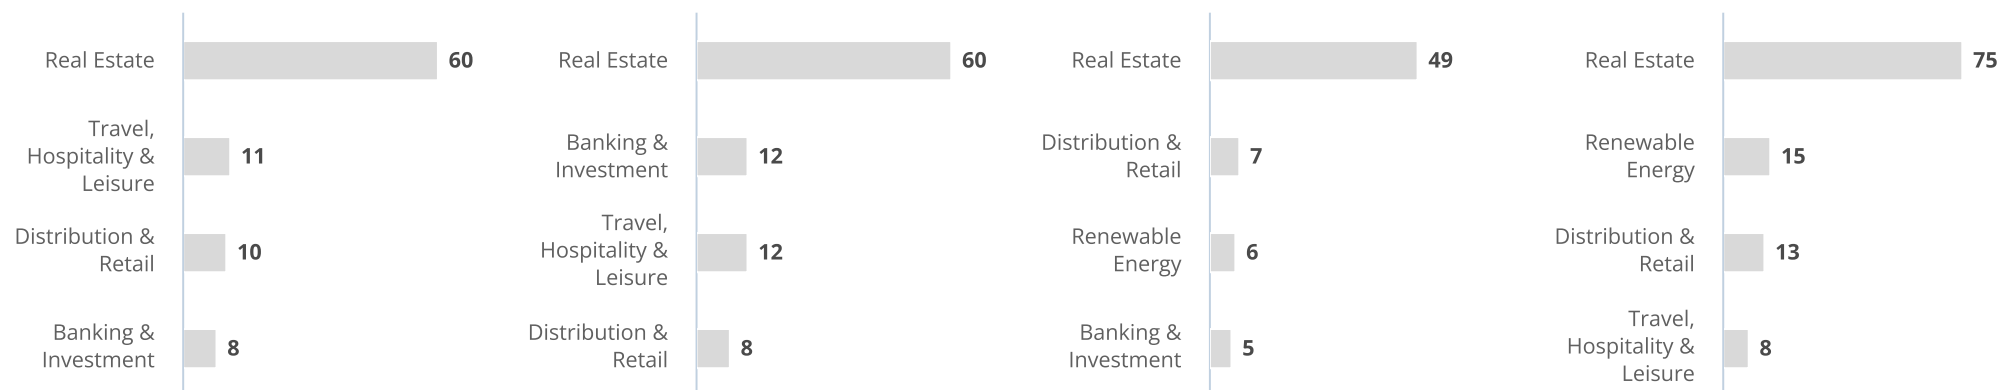 Real Estate
60
Travel,
Hospitality &
Leisure
11
Distribution &
Retail
10
Banking &
Investment
8
Real Estate
60
Banking &
Investment
12
Travel,
Hospitality &
Leisure
12
Distribution &
Retail
8
Real Estate
49
Distribution &
Retail
7
Renewable
Energy
6
Banking &
Investment
5
Real Estate
75
Renewable
Energy
15
Distribution &
Retail
13
Travel,
Hospitality &
Leisure
8